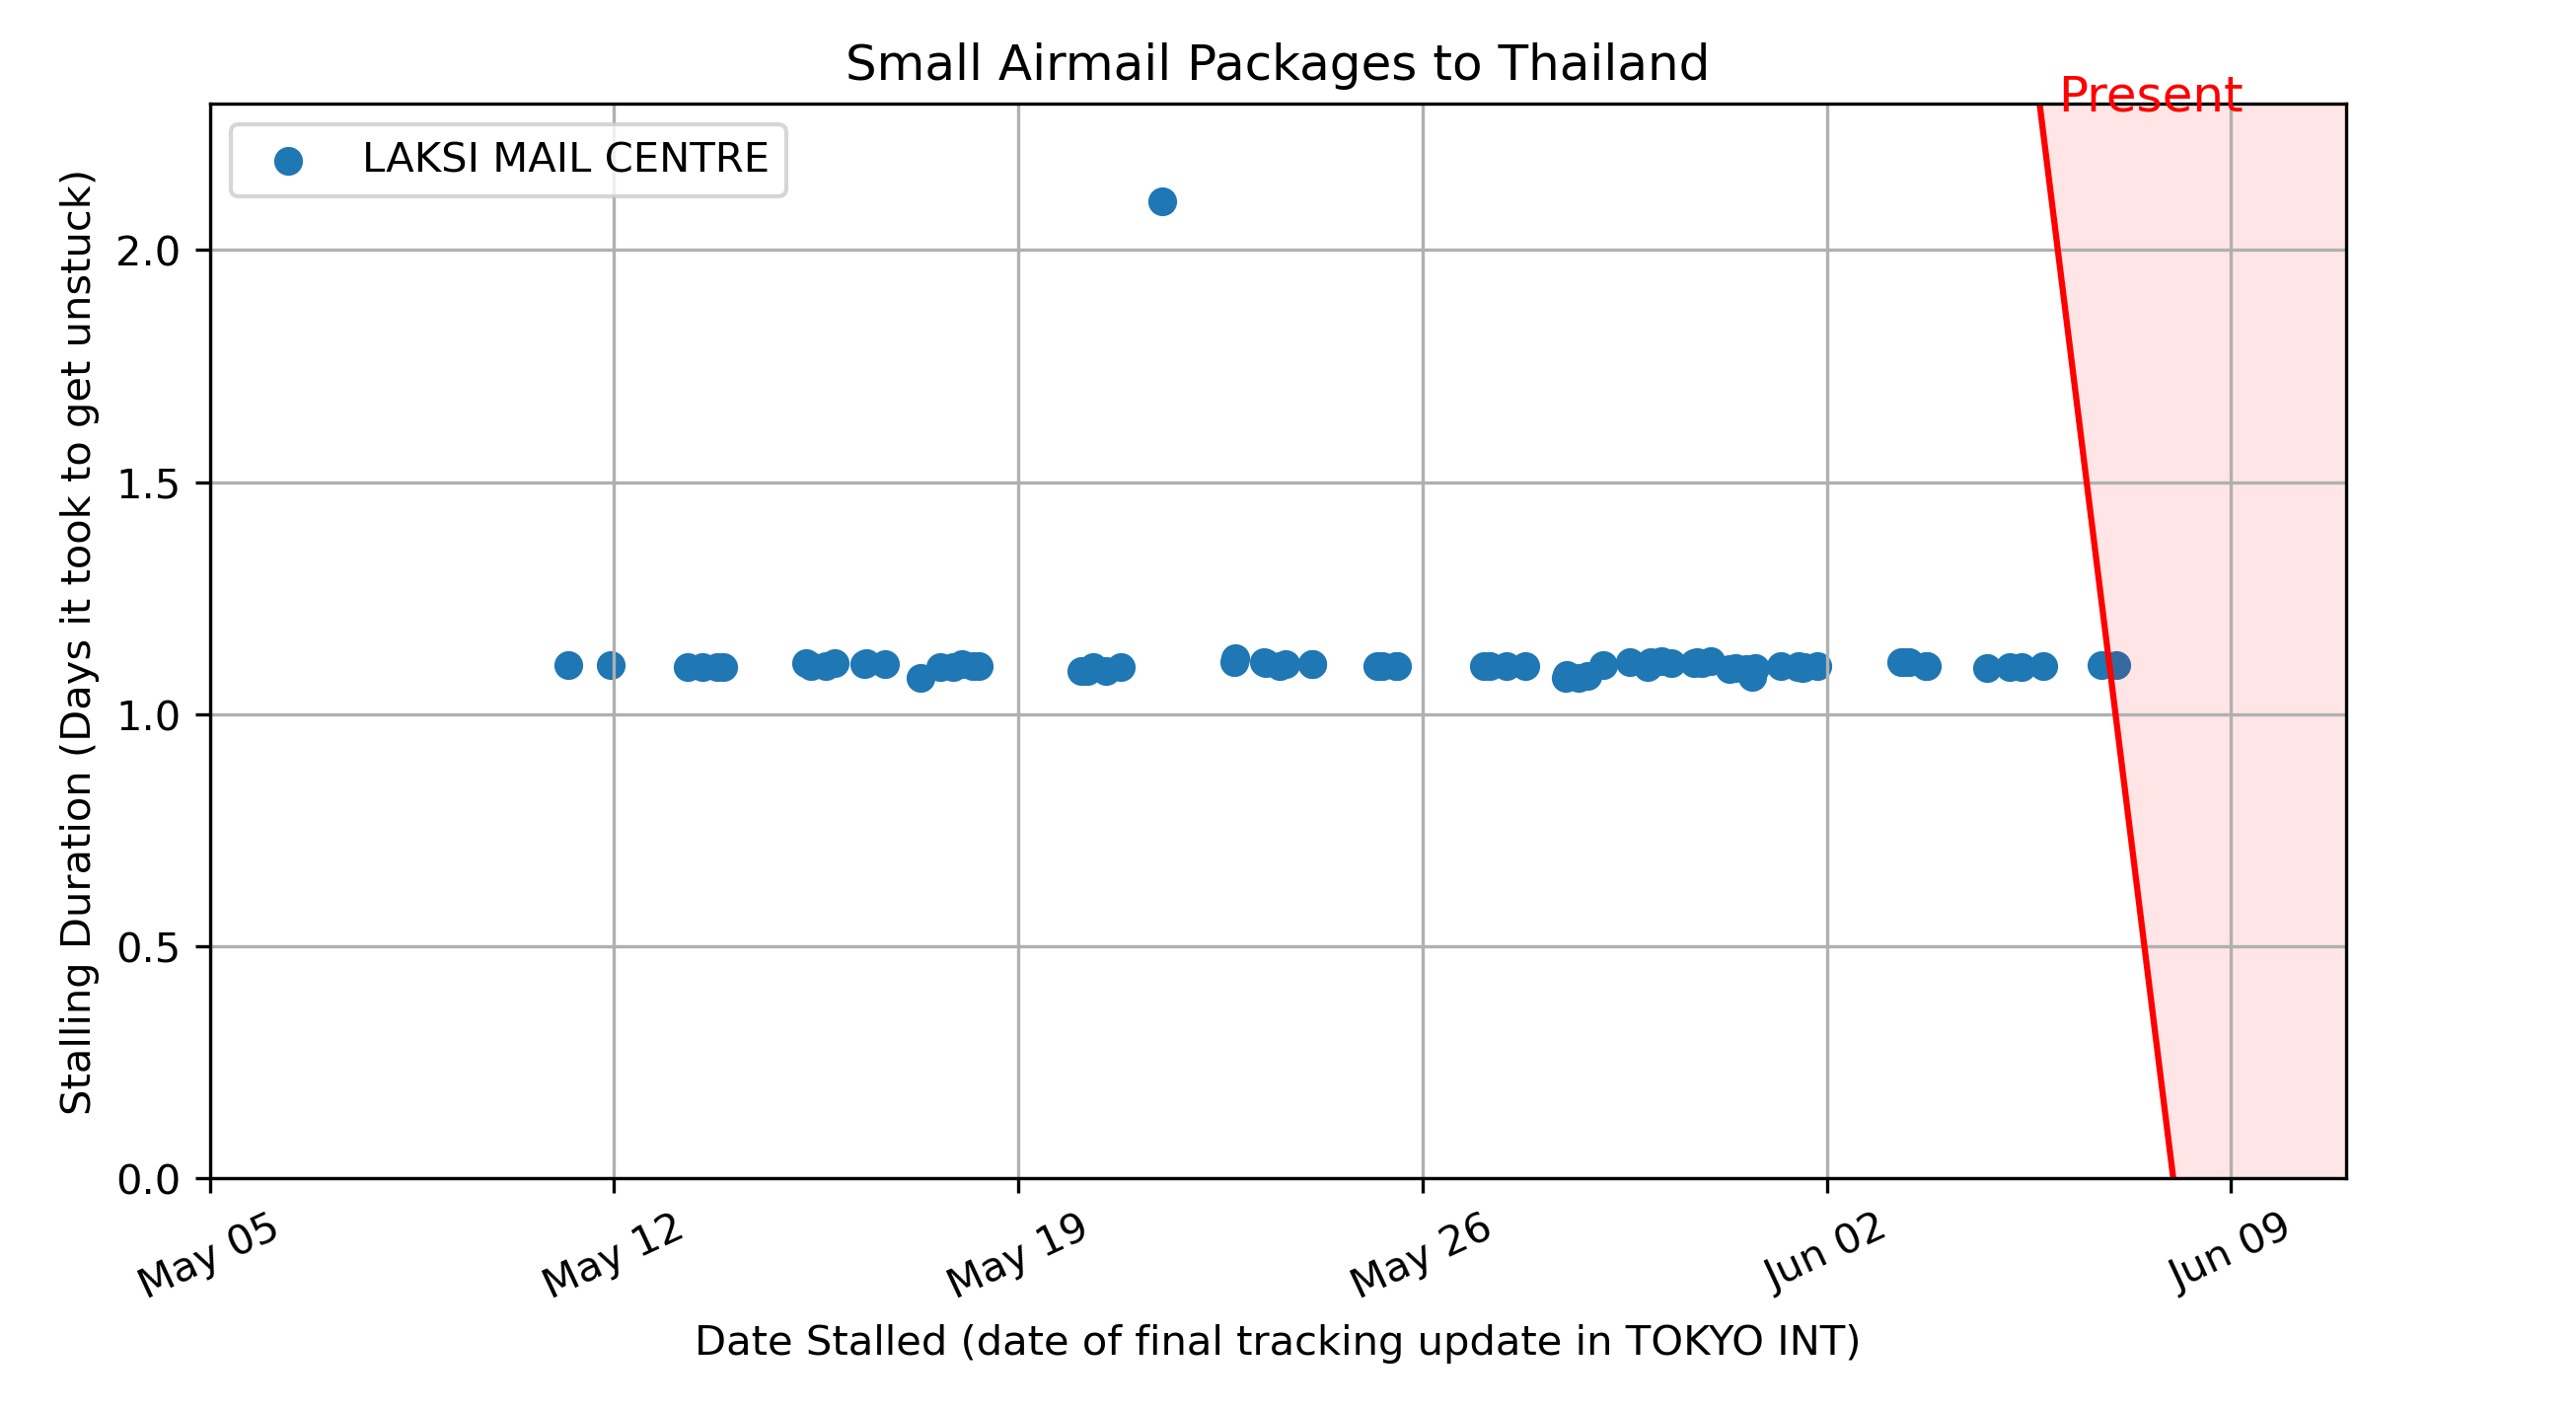 Small Airmail Packages to Thailand
Present
LAKSI MAIL CENTRE
Stalling Duration (Days it took to get unstuck)
2.0
1.5
1.0
0.5
0.0
May 05
May 12
May 19
May 26
Jun 02
Jun 09
Date Stalled (date of final tracking update in TOKYO INT)